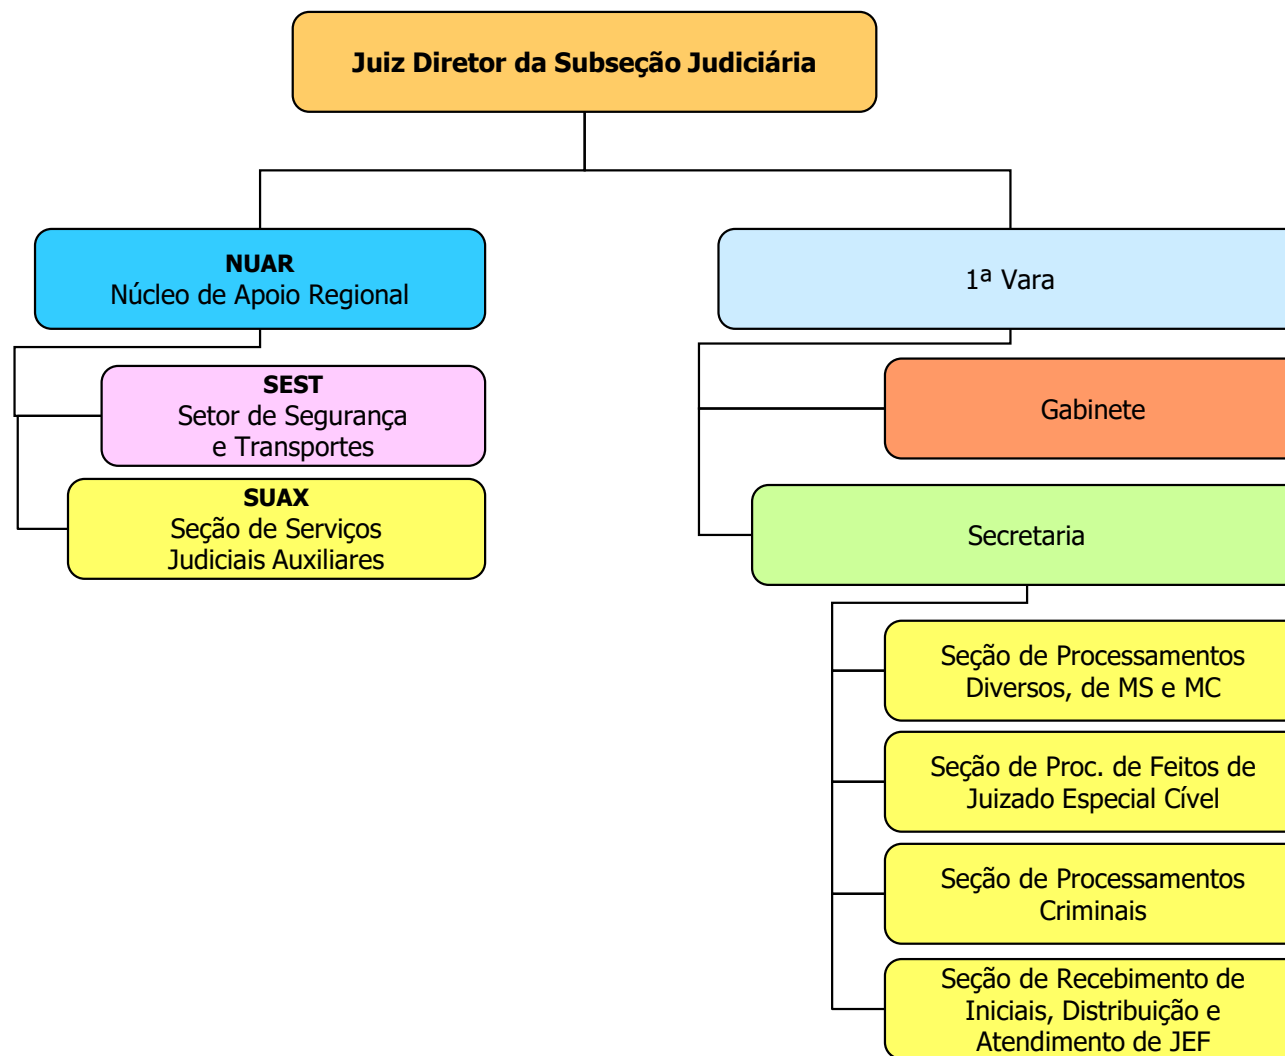 Juiz Diretor da Subseção Judiciária
NUAR
Núcleo de Apoio Regional
SEST
Setor de Segurança
e Transportes
SUAX
Seção de Serviços
Judiciais Auxiliares
1ª Vara
Gabinete
Secretaria
Seção de Processamentos
Diversos, de MS e MC
Seção de Proc. de Feitos de
Juizado Especial Cível
Seção de Processamentos
Criminais
Seção de Recebimento de
Iniciais, Distribuição e
Atendimento de JEF